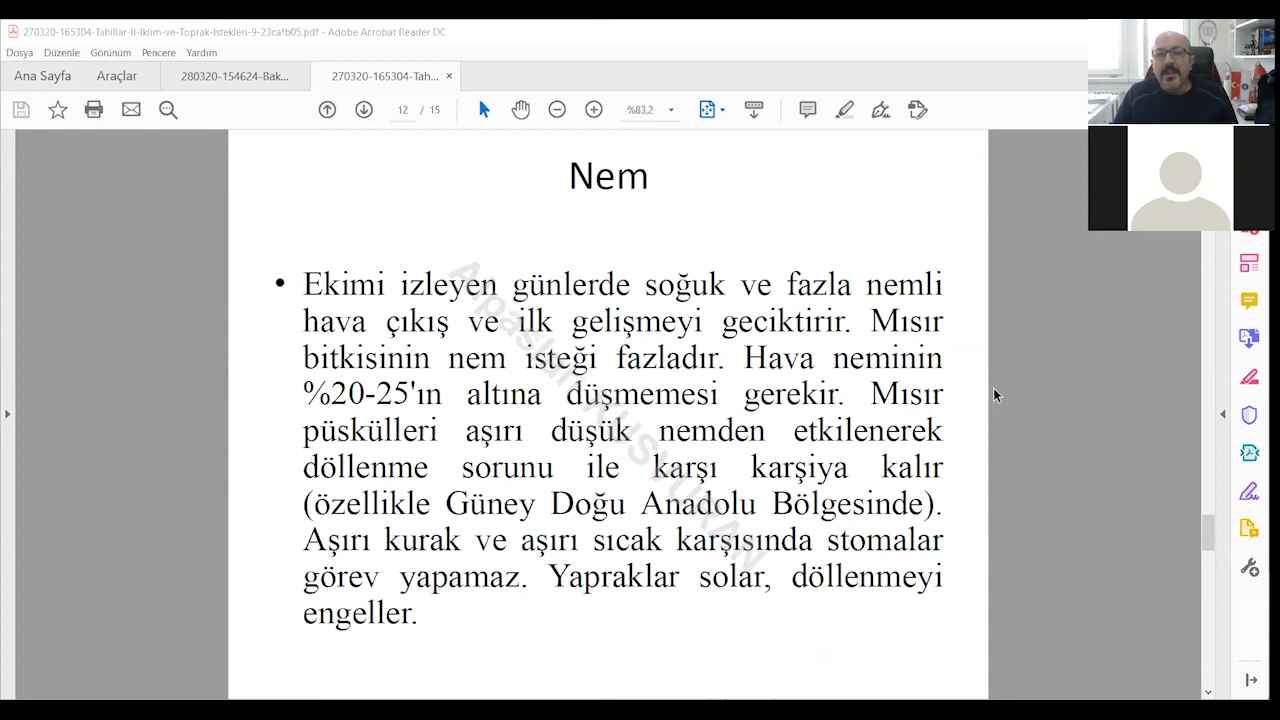 270320-165304-Tahillar-II-Iklim-ve-Toprak-Istekleri-9-23cafb05.pdf - Adobe Acrobat Reader DC
Dosya Düzenle Görünüm Pencere Yardım
Ana Sayfa Araçlar 280320-154624-Bak... 270320-165304-Tah... ×
12 / 15 %83,2
Nem
• Ekimi izleyen günlerde soğuk ve fazla nemli
hava çıkış ve ilk gelişmeyi geciktirir. Mısır
bitkisinin nem isteği fazladır. Hava neminin
%20-25'ın altına düşmemesi gerekir. Mısır
püskülleri aşırı düşük nemden etkilenerek
döllenme sorunu ile karşı karşiya kalır
(özellikle Güney Doğu Anadolu Bölgesinde).
Aşırı kurak ve aşırı sıcak karşısında stomalar
görev yapamaz. Yapraklar solar, döllenmeyi
engeller.
Alpaslan KUSVURAN